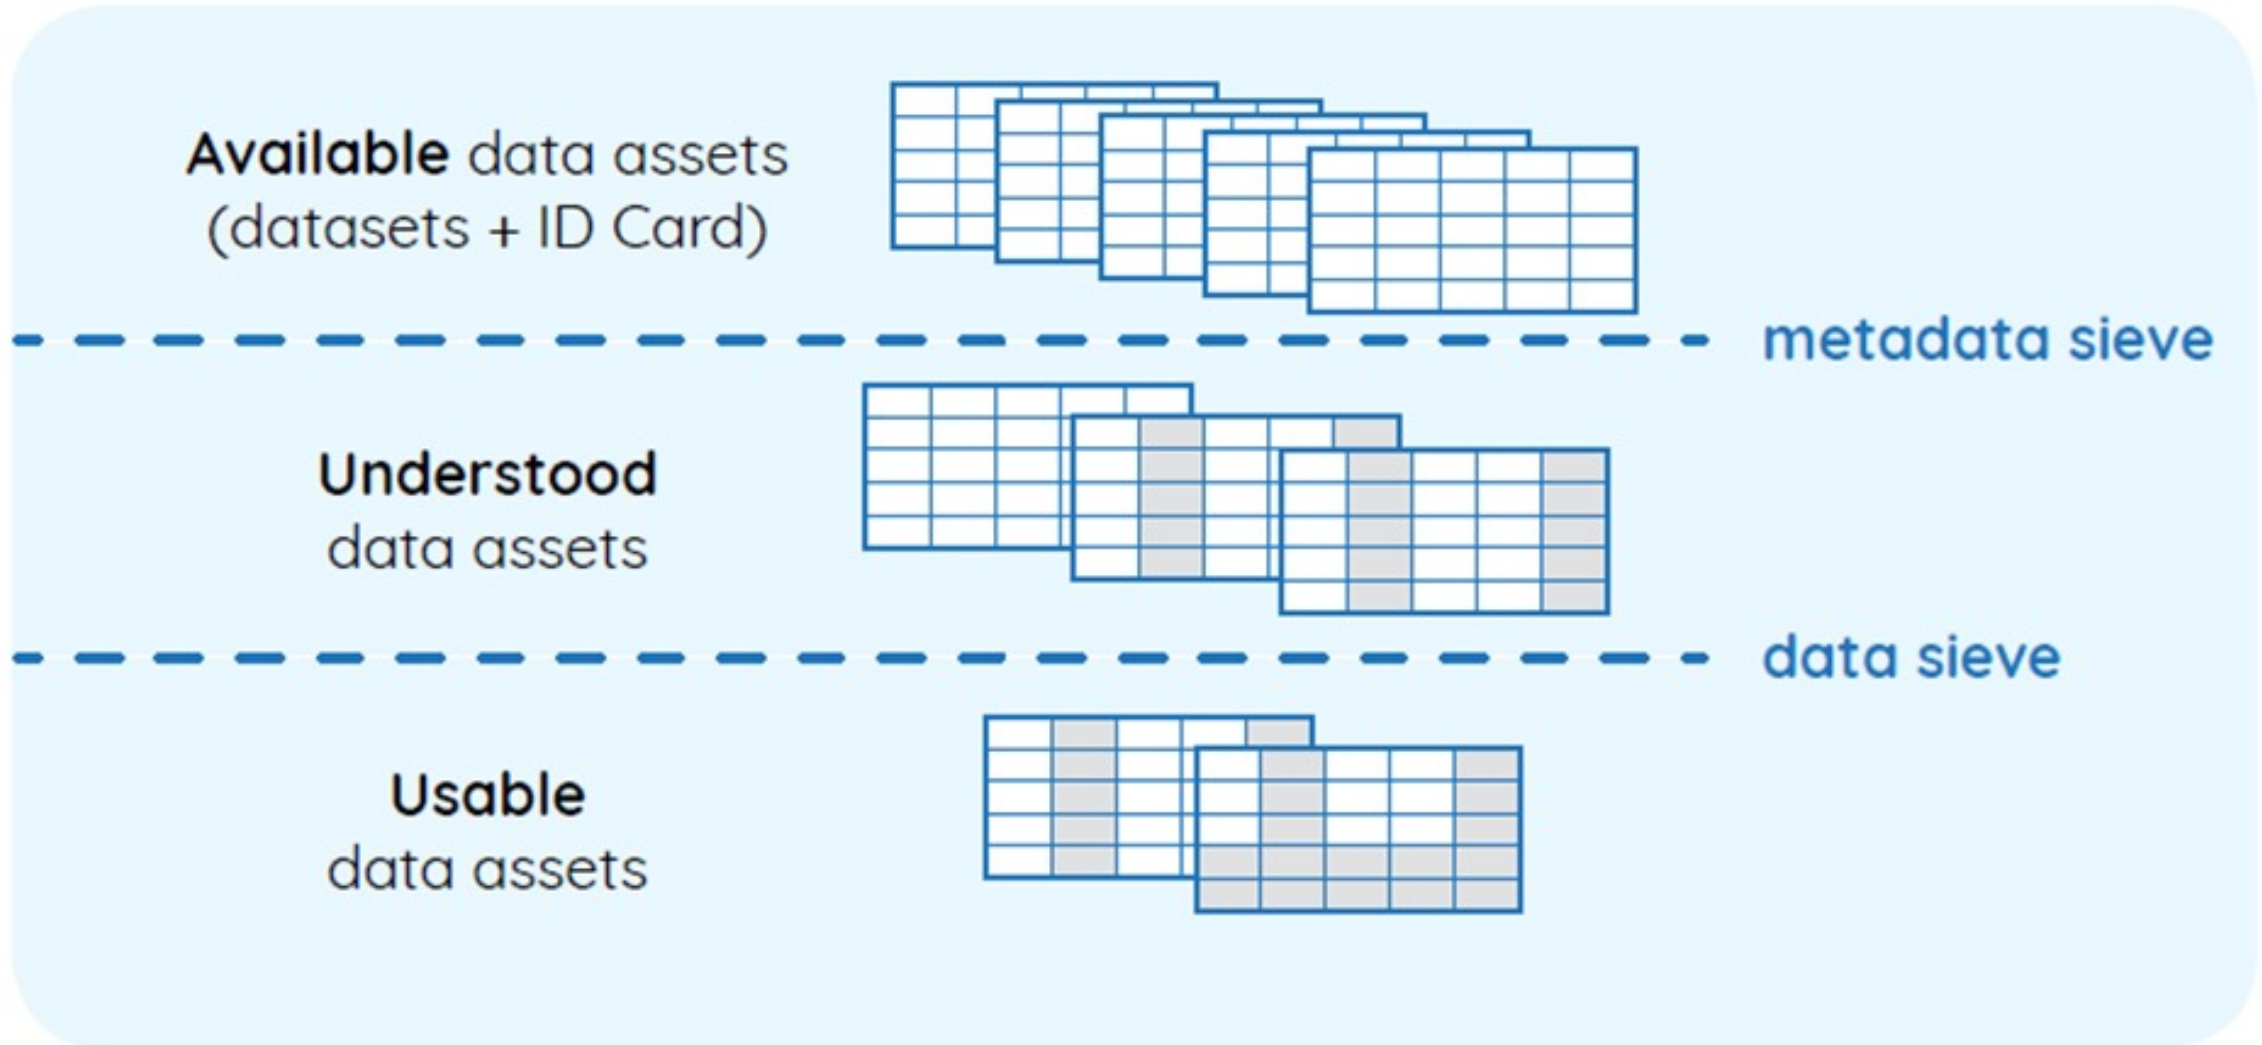 Available data assets
(datasets + ID Card)
metadata sieve
Understood
data assets
data sieve
Usable
data assets